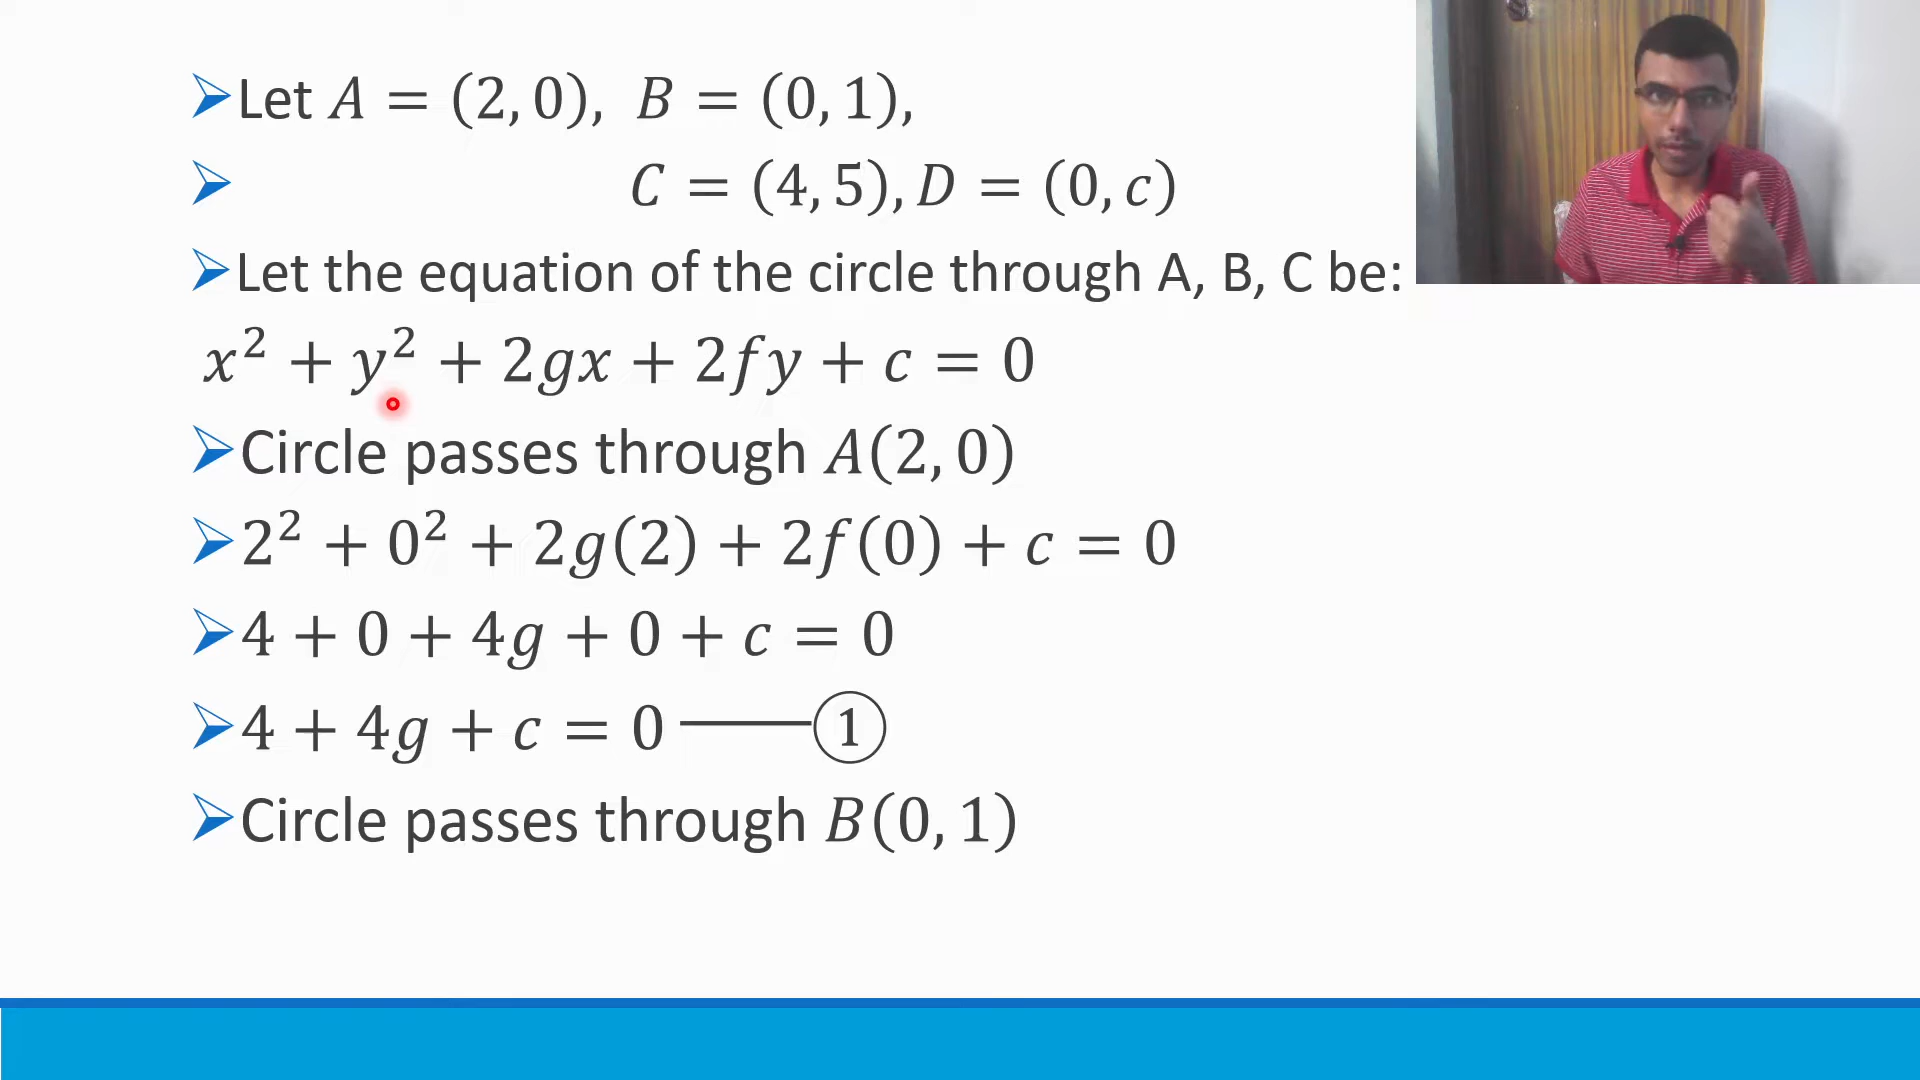 Let A = (2, 0), B = (0, 1),
C = (4, 5), D = (0, c)
Let the equation of the circle through A, B, C be:
x² + y² + 2gx + 2fy + c = 0
Circle passes through A(2, 0)
2² + 0² + 2g(2) + 2f(0) + c = 0
4 + 0 + 4g + 0 + c = 0
4 + 4g + c = 0 —— ①
Circle passes through B(0, 1)